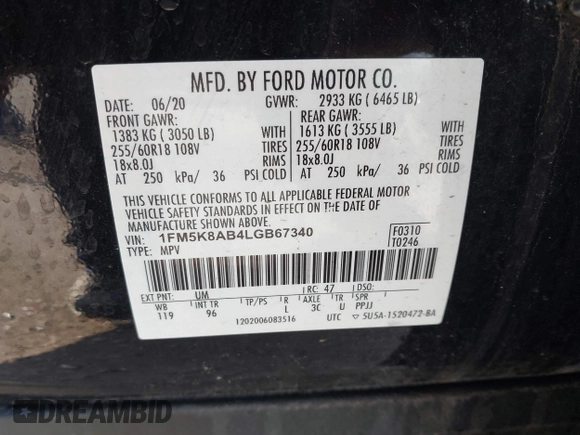 MFD. BY FORD MOTOR CO.
DATE: 06/20 GVWR: 2933 KG ( 6465 LB)
FRONT GAWR: REAR GAWR:
1383 KG ( 3050 LB) WITH 1613 KG ( 3555 LB) WITH
255/60R18 108V TIRES 255/60R18 108V TIRES
18x8.0J RIMS 18x8.0J RIMS
AT 250 kPa/ 36 PSI COLD AT 250 kPa/ 36 PSI COLD
THIS VEHICLE CONFORMS TO ALL APPLICABLE FEDERAL MOTOR
VEHICLE SAFETY AND THEFT PREVENTION STANDARDS IN EFFECT ON THE DATE OF
MANUFACTURE SHOWN ABOVE.
VIN: 1FM5K8AB4LGB67340 F0310
TYPE: MPV T0246
EXT PNT: UM RC: 47 DSO:
WB TP/PS R AXLE TR SPR
119 96 L 3C U PPJJ
1202006083516 UTC ▽ 5U5A-1520472-BA
DREAMBID